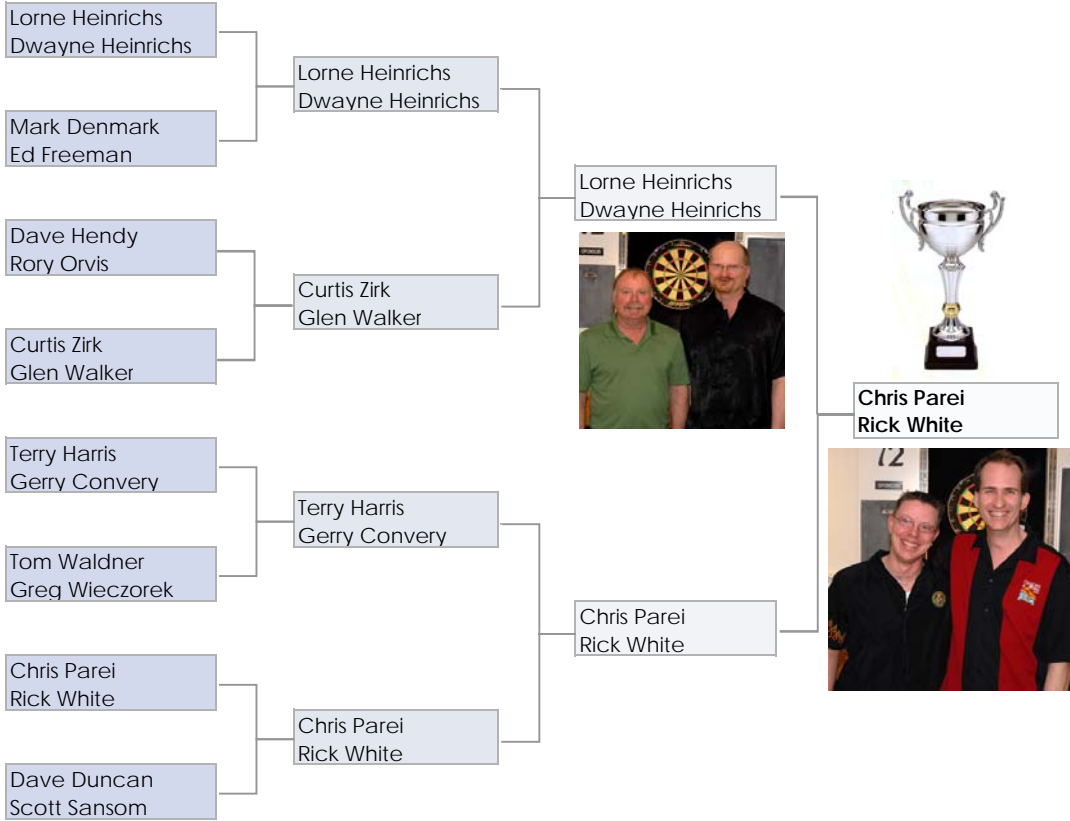 Lorne Heinrichs
Dwayne Heinrichs
Mark Denmark
Ed Freeman
Dave Hendy
Rory Orvis
Curtis Zirk
Glen Walker
Terry Harris
Gerry Convery
Tom Waldner
Greg Wieczorek
Chris Parei
Rick White
Dave Duncan
Scott Sansom
Lorne Heinrichs
Dwayne Heinrichs
Curtis Zirk
Glen Walker
Terry Harris
Gerry Convery
Chris Parei
Rick White
Lorne Heinrichs
Dwayne Heinrichs
SPONSOR
Chris Parei
Rick White
Chris Parei
Rick White
12
SPONSOR